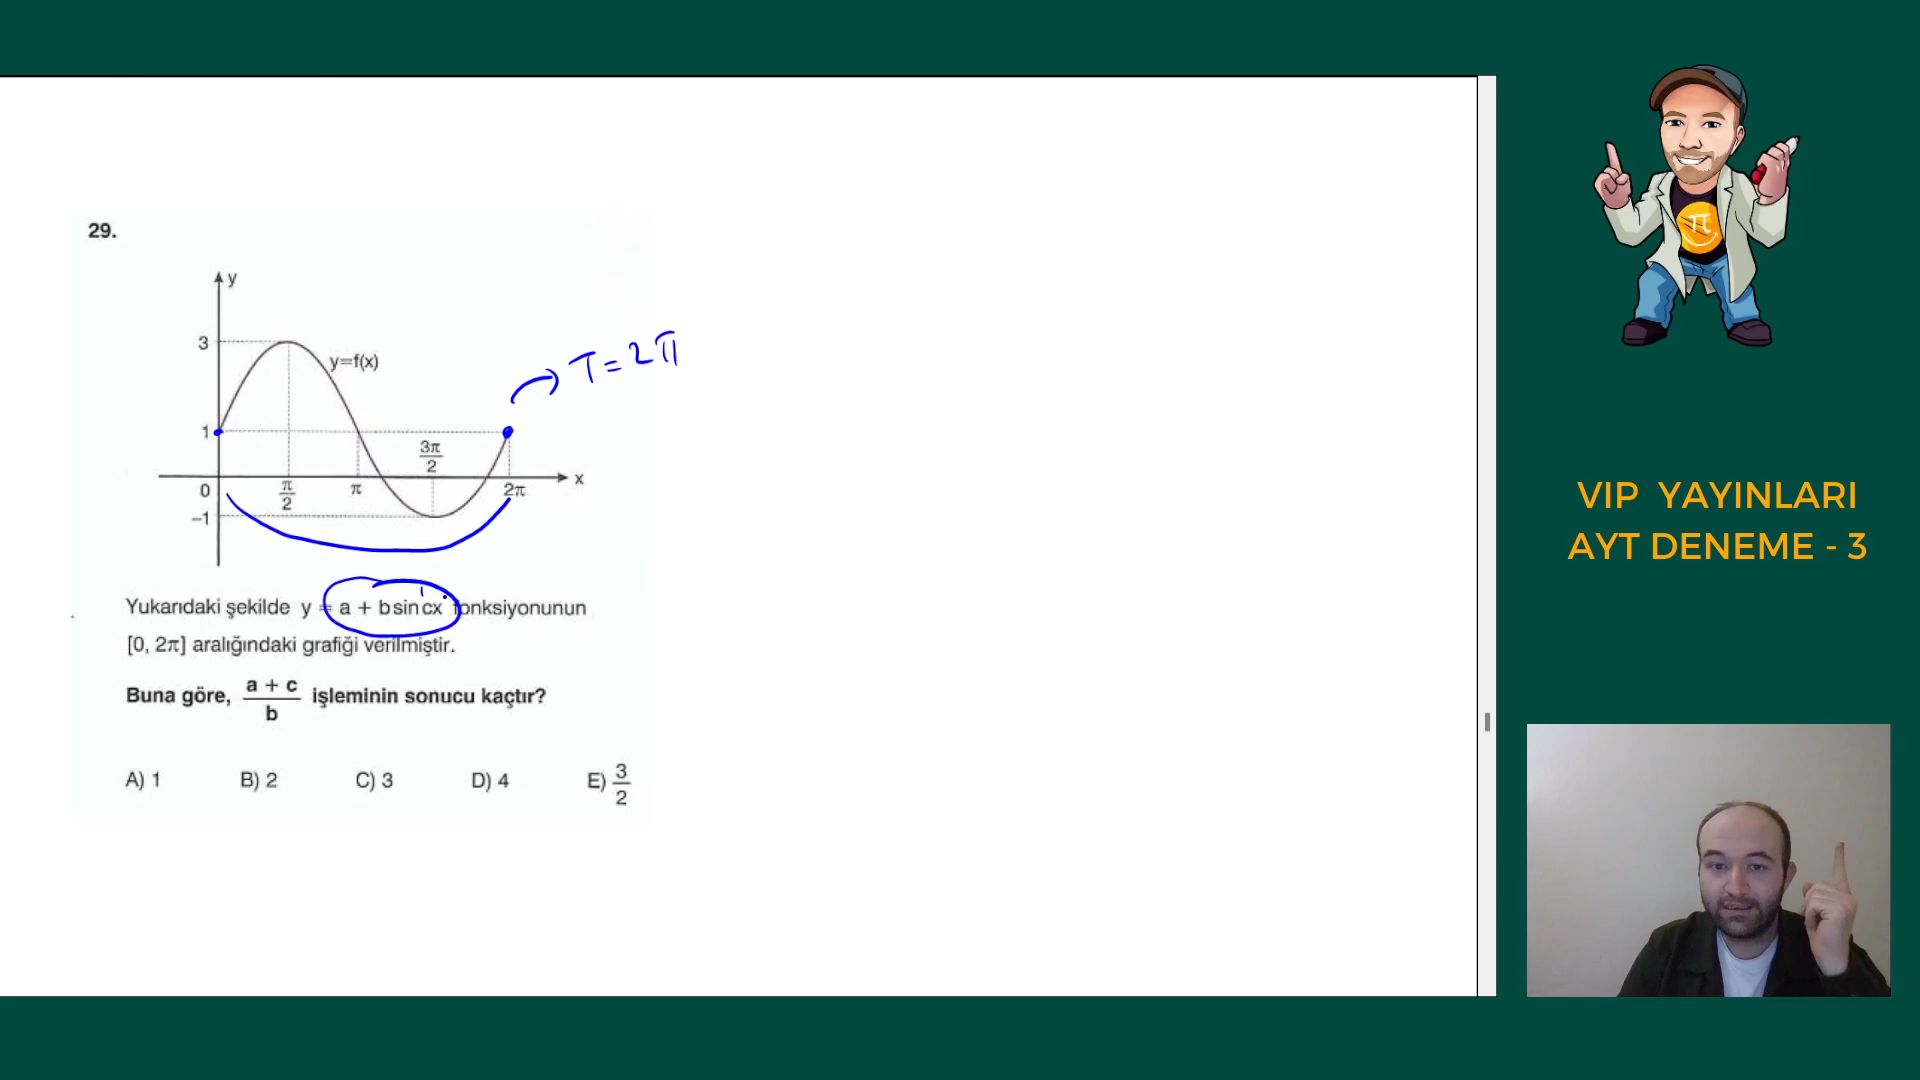 29.
y
3
y=f(x)
T = 2π
1
3π
2
x
0
π
2
π
2π
–1
Yukarıdaki şekilde y = a + b sin cx fonksiyonunun
[0, 2π] aralığındaki grafiği verilmiştir.
Buna göre, a + c / b işleminin sonucu kaçtır?
A) 1 B) 2 C) 3 D) 4 E) 3/2
π
VIP YAYINLARI
AYT DENEME - 3